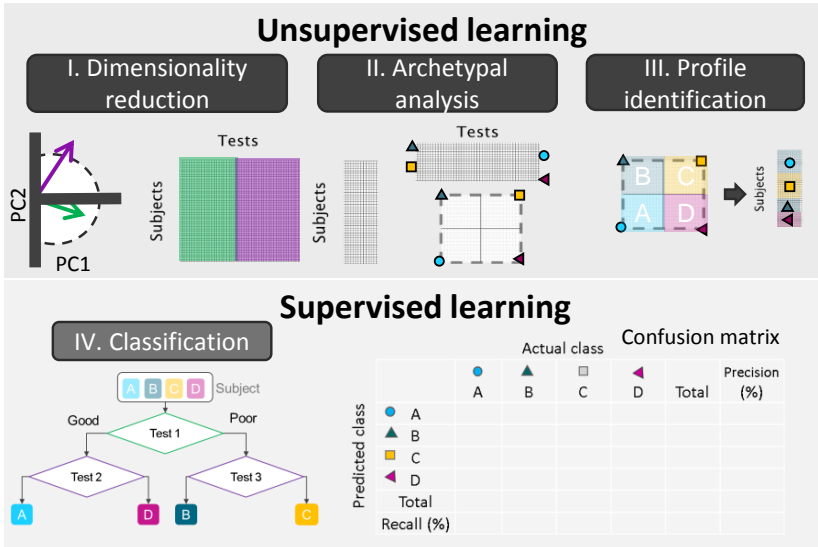 Unsupervised learning
I. Dimensionality
reduction
II. Archetypal
analysis
III. Profile
identification
PC2
PC1
Tests
Subjects
Subjects
Tests
B
C
A
D
Subjects
Supervised learning
IV. Classification
A B C D
Subject
Good
Poor
Test 1
Test 2
Test 3
A
D
B
C
Confusion matrix
Actual class
A B C D Total Precision
(%)
Predicted class
A
B
C
D
Total
Recall (%)